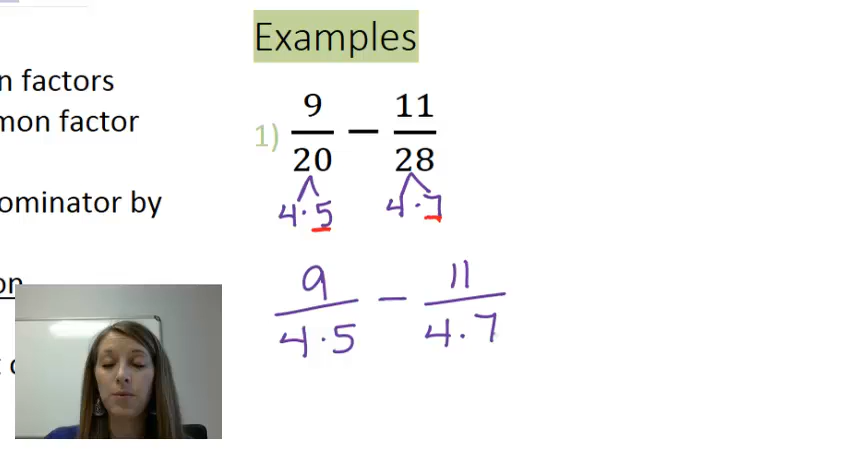 Examples
n factors
mon factor
1) 9/20 − 11/28
ominator by
4·5 4·7
on
9/4·5 − 11/4·7